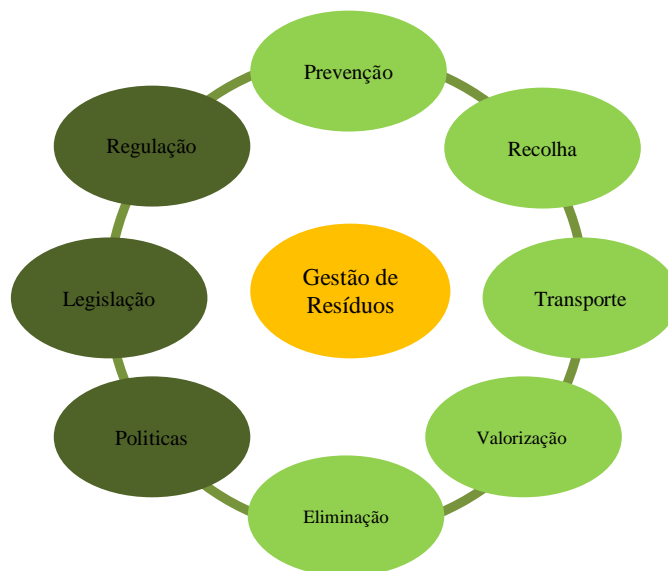 Prevenção
Regulação
Recolha
Gestão de
Resíduos
Legislação
Transporte
Politicas
Valorização
Eliminação